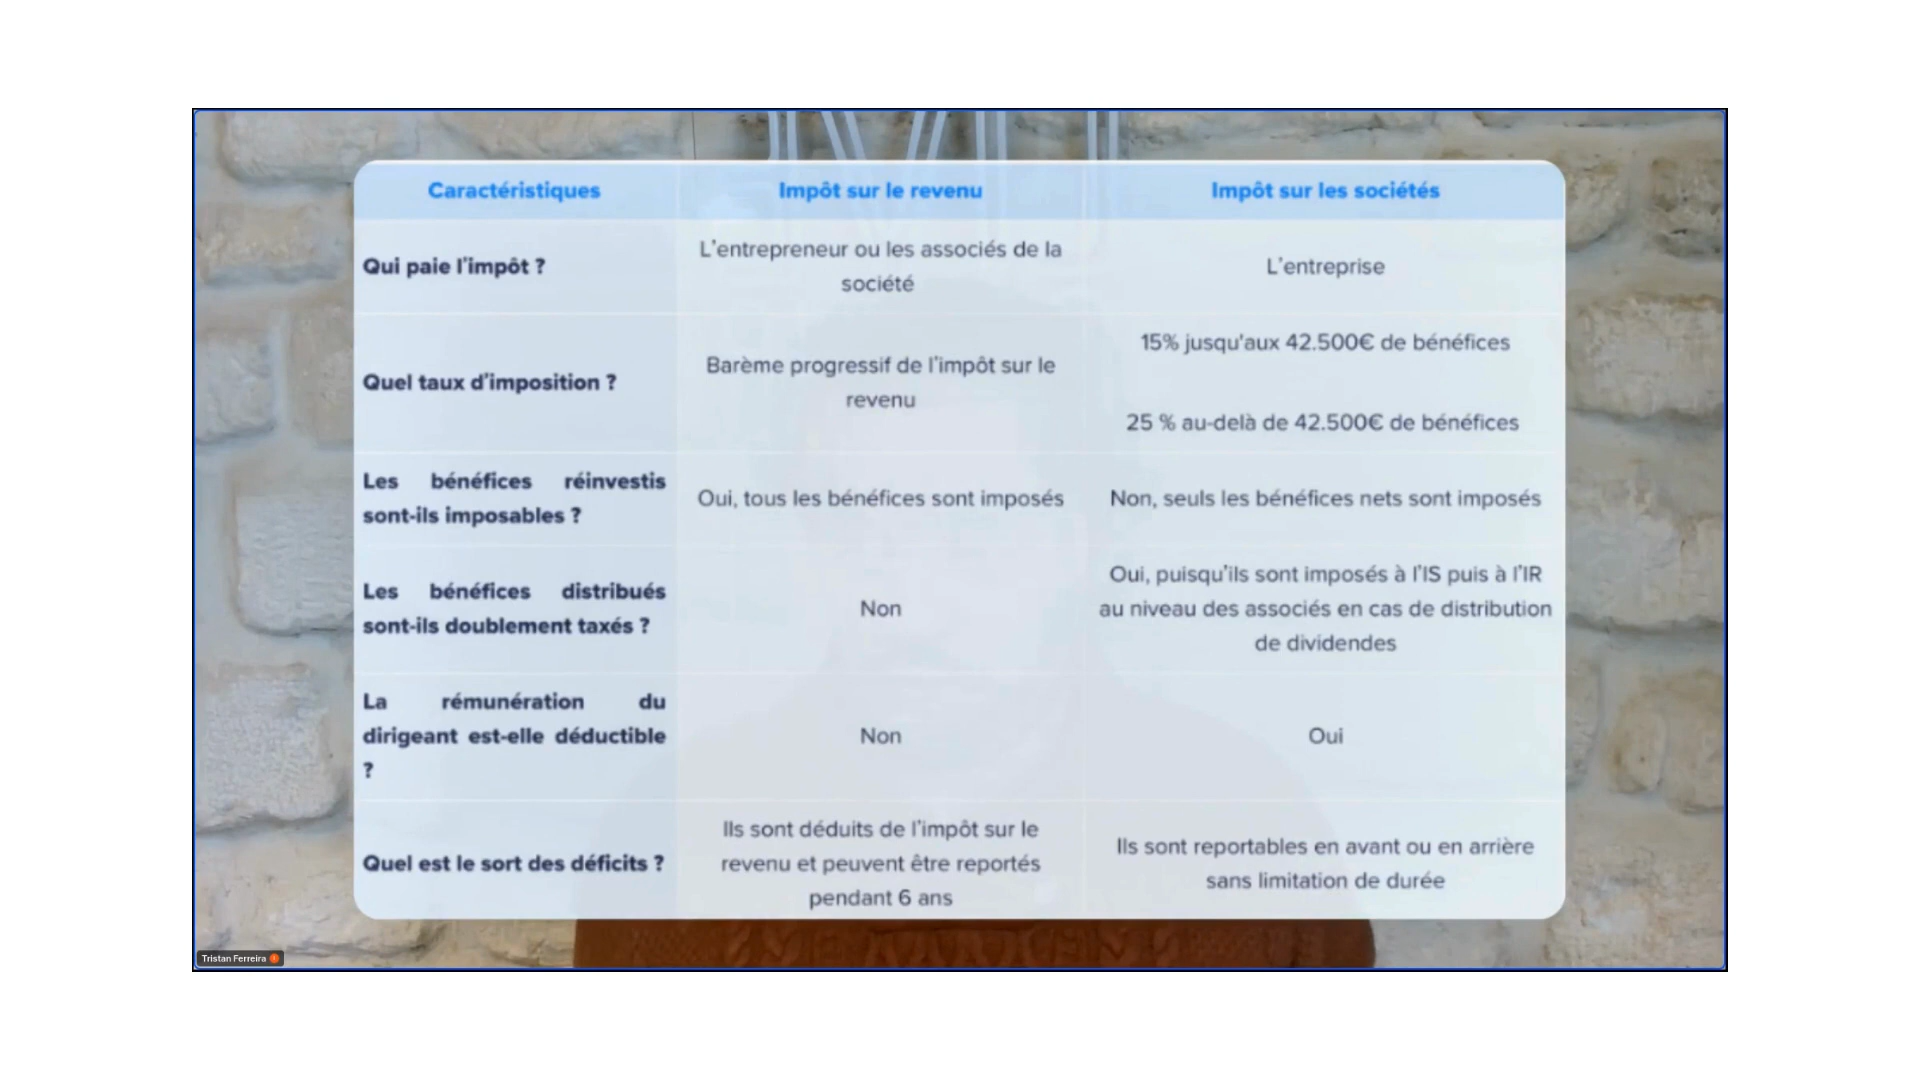 Caractéristiques
Impôt sur le revenu
Impôt sur les sociétés
Qui paie l'impôt ?
L'entrepreneur ou les associés de la
société
L'entreprise
Quel taux d'imposition ?
Barème progressif de l'impôt sur le
revenu
15% jusqu'aux 42.500€ de bénéfices
25 % au-delà de 42.500€ de bénéfices
Les bénéfices réinvestis
sont-ils imposables ?
Oui, tous les bénéfices sont imposés
Non, seuls les bénéfices nets sont imposés
Les bénéfices distribués
sont-ils doublement taxés ?
Non
Oui, puisqu'ils sont imposés à l'IS puis à l'IR
au niveau des associés en cas de distribution
de dividendes
La rémunération du
dirigeant est-elle déductible
?
Non
Oui
Quel est le sort des déficits ?
Ils sont déduits de l'impôt sur le
revenu et peuvent être reportés
pendant 6 ans
Ils sont reportables en avant ou en arrière
sans limitation de durée
Tristan Ferreira